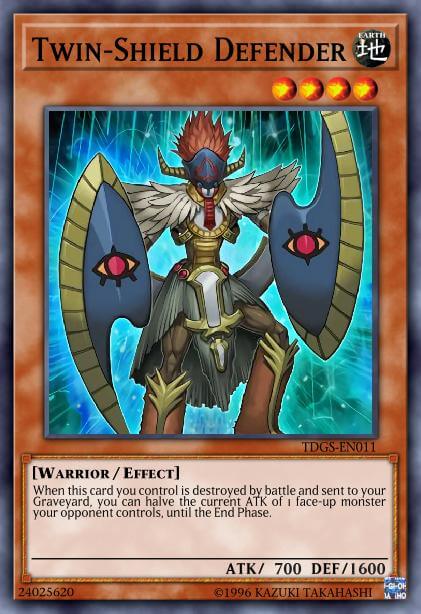 Twin-Shield Defender
EARTH
地
TDGS-EN011
[Warrior / Effect]
When this card you control is destroyed by battle and sent to your
Graveyard, you can halve the current ATK of 1 face-up monster
your opponent controls, until the End Phase.
ATK/ 700 DEF/1600
24025620
©1996 KAZUKI TAKAHASHI